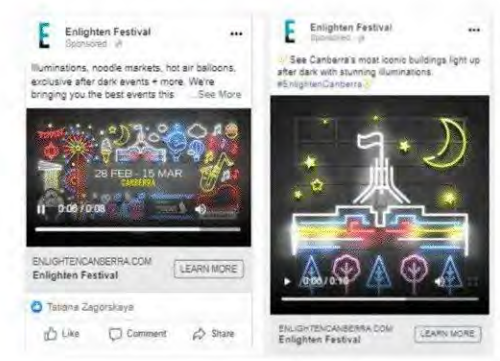 Enlighten Festival
Sponsored
Illuminations, noodle markets, hot air balloons,
exclusive after dark events + more. We're
bringing you the best events this ...See More
28 FEB - 15 MAR
CANBERRA
0:06 / 0:08
ENLIGHTENCANBERRA.COM
Enlighten Festival
LEARN MORE
Tatiana Zagorskaya
Like Comment Share
Enlighten Festival
Sponsored
See Canberra's most iconic buildings light up
after dark with stunning illuminations.
#EnlightenCanberra
0:00 / 0:10
ENLIGHTENCANBERRA.COM
Enlighten Festival
LEARN MORE